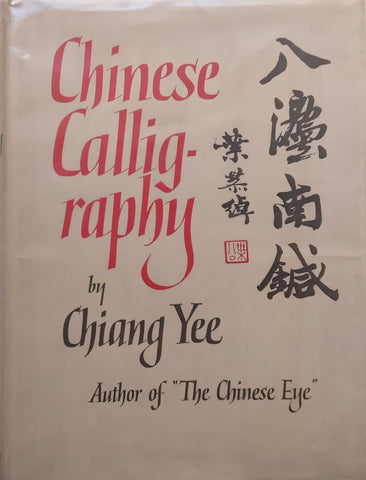 Chinese
Callig-
raphy
by
Chiang Yee
Author of "The Chinese Eye"
八灋南鍼
葉恭綽